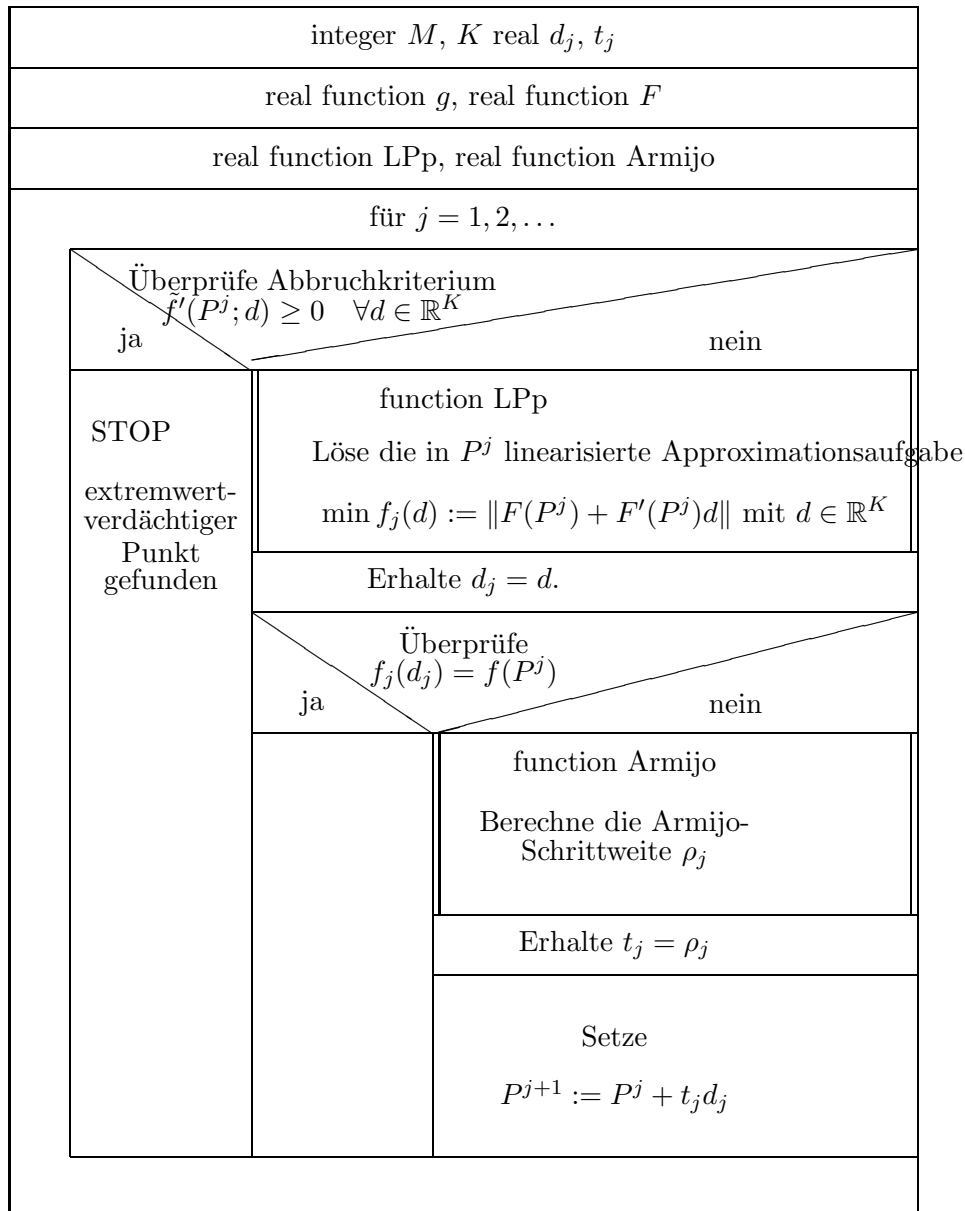 integer M, K real d_j, t_j
real function g, real function F
real function LPp, real function Armijo
für j = 1, 2, . . .
Überprüfe Abbruchkriterium
f̃′(P^j; d) ≥ 0 ∀d ∈ ℝ^K
ja
nein
function LPp
STOP
Löse die in P^j linearisierte Approximationsaufgabe
extremwert-
verdächtiger
Punkt
gefunden
min f_j(d) := ‖F(P^j) + F′(P^j)d‖ mit d ∈ ℝ^K
Erhalte d_j = d.
Überprüfe
f_j(d_j) = f(P^j)
ja
nein
function Armijo
Berechne die Armijo-
Schrittweite ρ_j
Erhalte t_j = ρ_j
Setze
P^{j+1} := P^j + t_j d_j